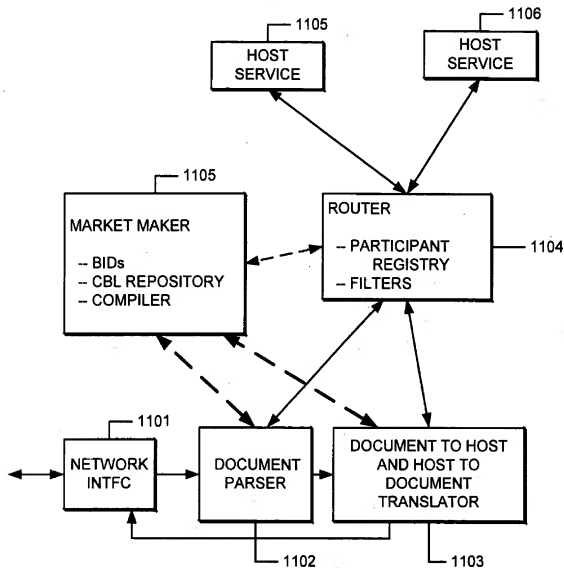 1105
1106
HOST
SERVICE
HOST
SERVICE
1105
MARKET MAKER
-- BIDs
-- CBL REPOSITORY
-- COMPILER
ROUTER
-- PARTICIPANT
REGISTRY
-- FILTERS
1104
1101
NETWORK
INTFC
DOCUMENT
PARSER
DOCUMENT TO HOST
AND HOST TO
DOCUMENT
TRANSLATOR
1102
1103